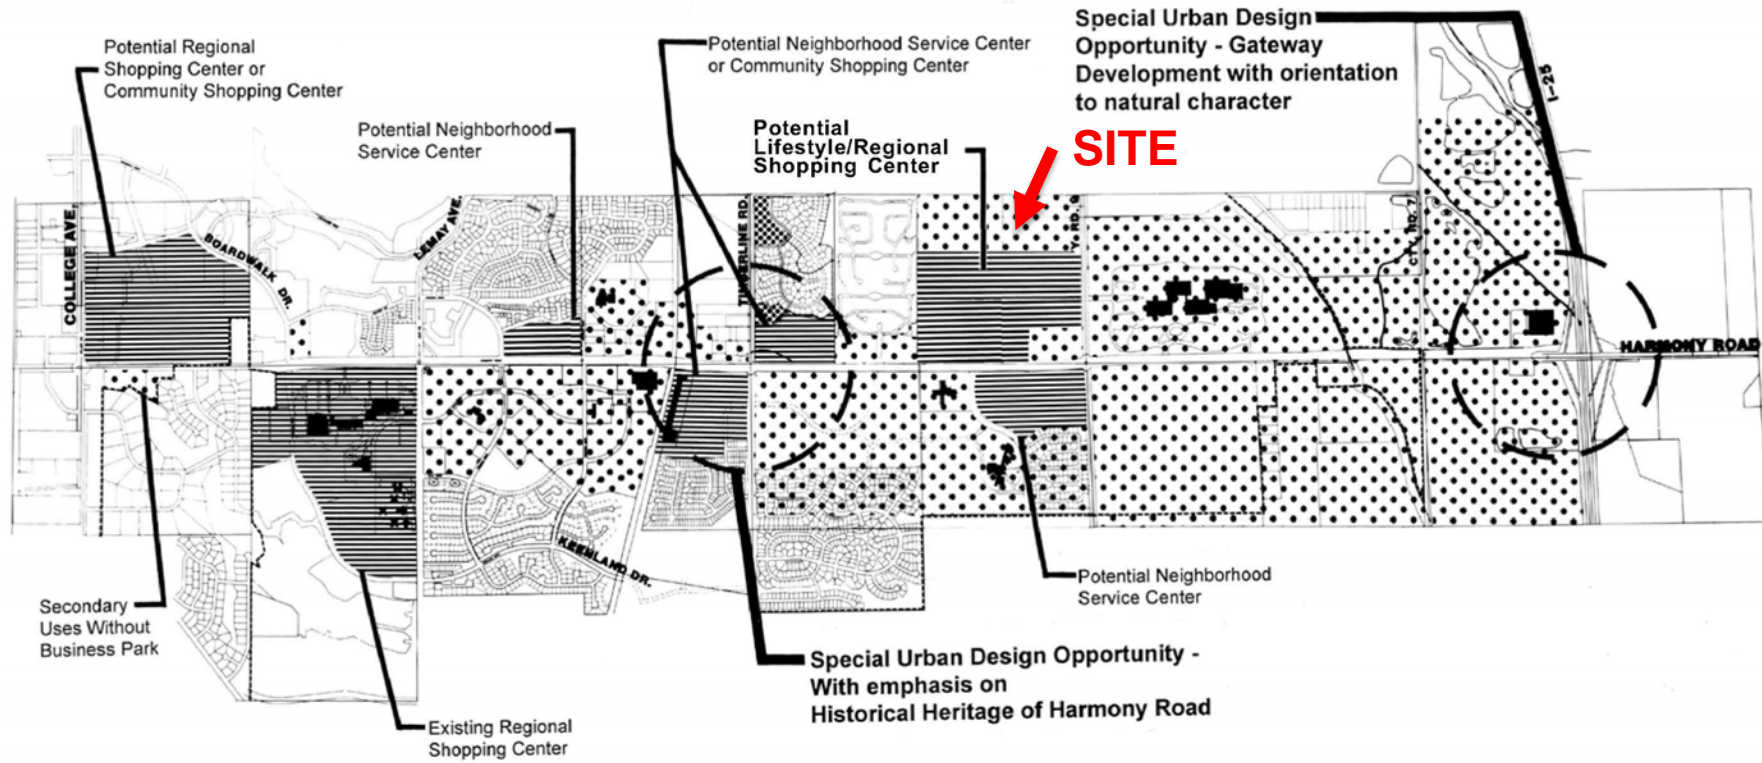 Potential Regional
Shopping Center or
Community Shopping Center
Potential Neighborhood
Service Center
Potential Neighborhood Service Center
or Community Shopping Center
Potential
Lifestyle/Regional
Shopping Center
Special Urban Design
Opportunity - Gateway
Development with orientation
to natural character
SITE
I-25
COLLEGE AVE.
BOARDWALK DR.
LEMAY AVE.
TIMBERLINE RD.
CTY. RD. 7
HARMONY ROAD
KEENLAND DR.
Secondary
Uses Without
Business Park
Existing Regional
Shopping Center
Special Urban Design Opportunity -
With emphasis on
Historical Heritage of Harmony Road
Potential Neighborhood
Service Center